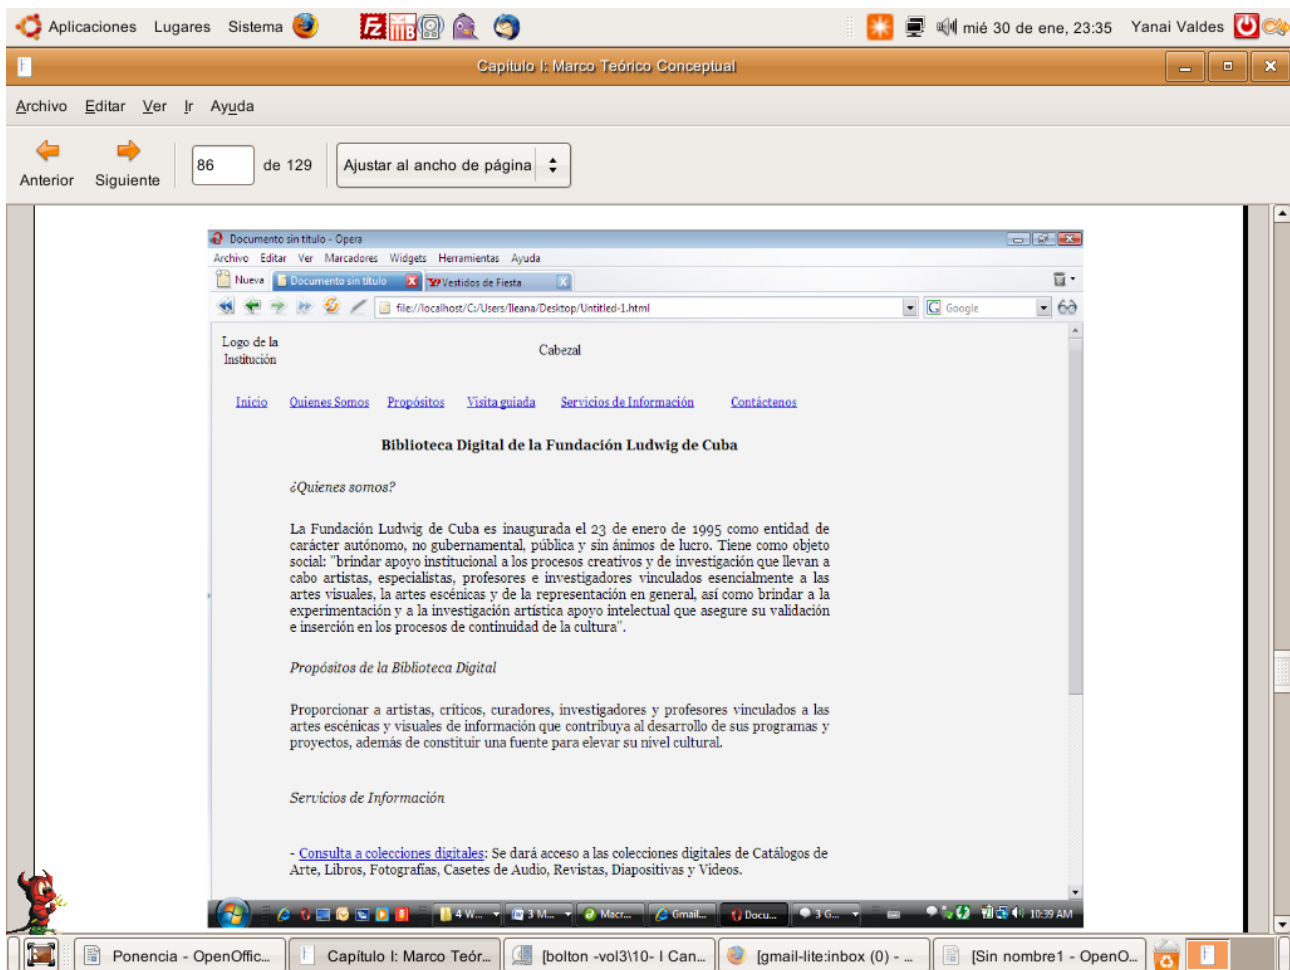 Aplicaciones Lugares Sistema mié 30 de ene, 23:35 Yanai Valdes
Capítulo I: Marco Teórico Conceptual
Archivo Editar Ver Ir Ayuda
Anterior Siguiente 86 de 129 Ajustar al ancho de página
Documento sin título - Opera
Archivo Editar Ver Marcadores Widgets Herramientas Ayuda
Nueva Documento sin título Vestidos de Fiesta
file://localhost/C:/Users/Ileana/Desktop/Untitled-1.html Google
Logo de la
Institución
Cabezal
Inicio Quienes Somos Propósitos Visita guiada Servicios de Información Contáctenos
Biblioteca Digital de la Fundación Ludwig de Cuba
¿Quienes somos?
La Fundación Ludwig de Cuba es inaugurada el 23 de enero de 1995 como entidad de
carácter autónomo, no gubernamental, pública y sin ánimos de lucro. Tiene como objeto
social: "brindar apoyo institucional a los procesos creativos y de investigación que llevan a
cabo artistas, especialistas, profesores e investigadores vinculados esencialmente a las
artes visuales, la artes escénicas y de la representación en general, así como brindar a la
experimentación y a la investigación artística apoyo intelectual que asegure su validación
e inserción en los procesos de continuidad de la cultura".
Propósitos de la Biblioteca Digital
Proporcionar a artistas, críticos, curadores, investigadores y profesores vinculados a las
artes escénicas y visuales de información que contribuya al desarrollo de sus programas y
proyectos, además de constituir una fuente para elevar su nivel cultural.
Servicios de Información
- Consulta a colecciones digitales: Se dará acceso a las colecciones digitales de Catálogos de
Arte, Libros, Fotografías, Casetes de Audio, Revistas, Diapositivas y Videos.
4 W... 3 M... Macr... Gmail... Docu... 3 G... 10:39 AM
Ponencia - OpenOffic... Capítulo I: Marco Teór... [bolton -vol3\10- I Can... [gmail-lite:inbox (0) - ... [Sin nombre1 - OpenO...